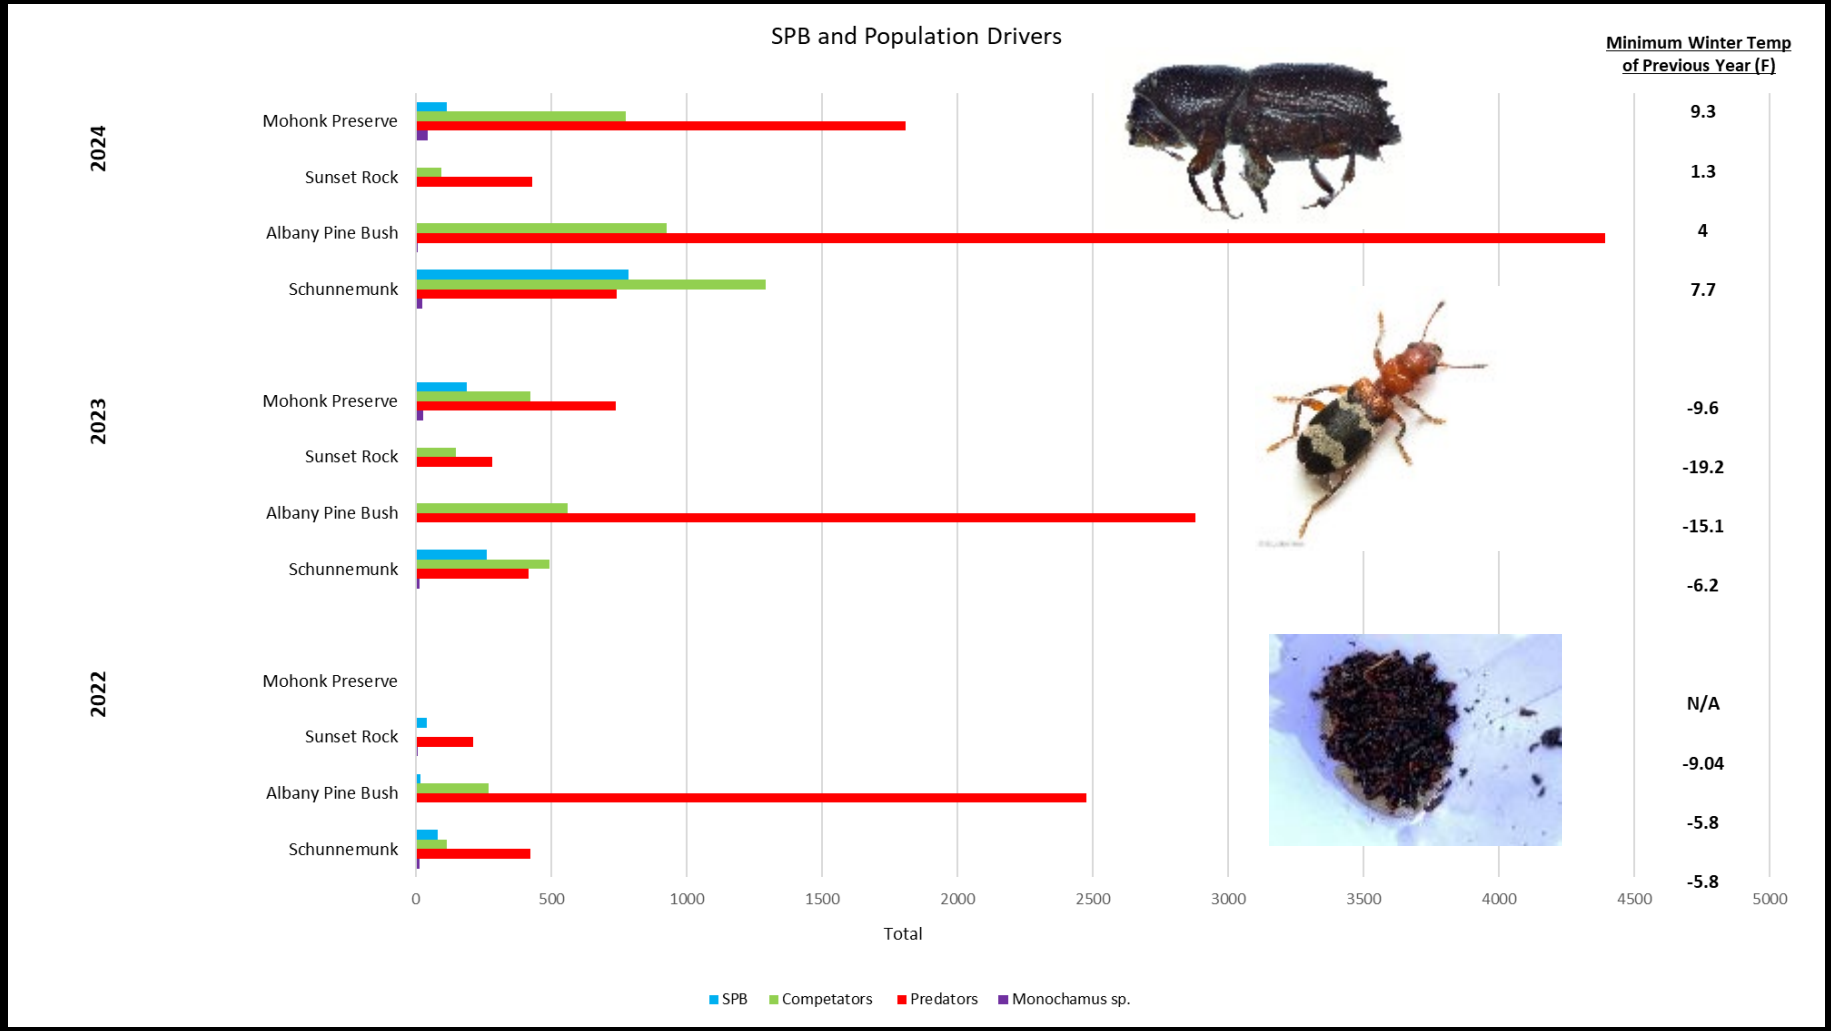 SPB and Population Drivers
Minimum Winter Temp
of Previous Year (F)
2024
Mohonk Preserve
9.3
Sunset Rock
1.3
Albany Pine Bush
4
Schunnemunk
7.7
2023
Mohonk Preserve
-9.6
Sunset Rock
-19.2
Albany Pine Bush
-15.1
Schunnemunk
-6.2
2022
Mohonk Preserve
N/A
Sunset Rock
-9.04
Albany Pine Bush
-5.8
Schunnemunk
-5.8
0 500 1000 1500 2000 2500 3000 3500 4000 4500 5000
Total
SPB Competators Predators Monochamus sp.